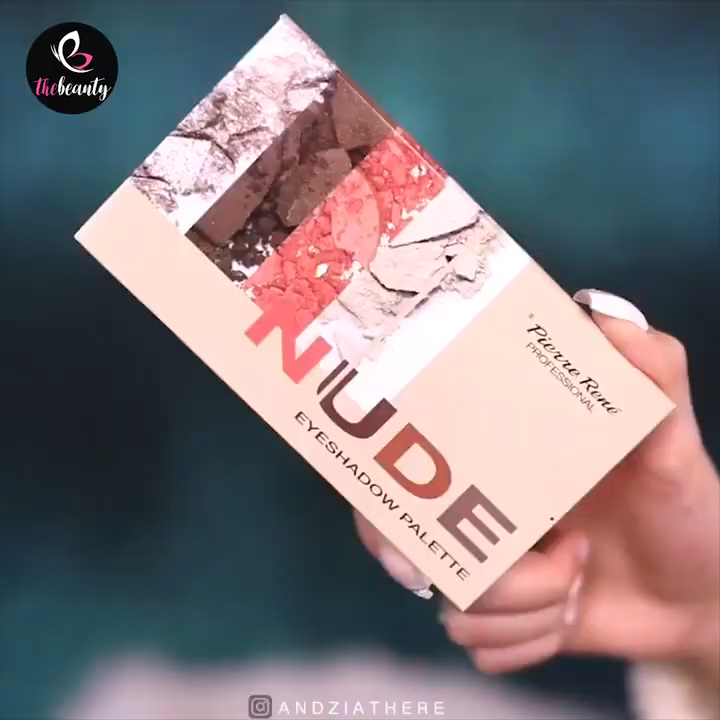 thebeauty
Pierre René
PROFESSIONAL
NUDE
EYESHADOW PALETTE
ANDZIATHERE